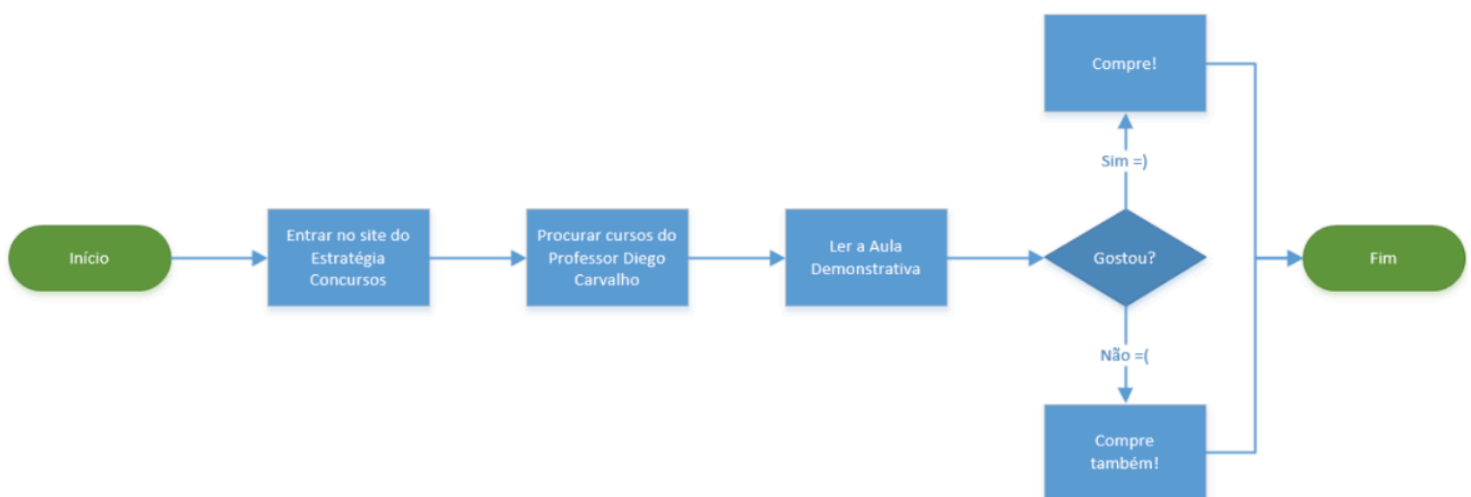 Início
Entrar no site do
Estratégia
Concursos
Procurar cursos do
Professor Diego
Carvalho
Ler a Aula
Demonstrativa
Gostou?
Sim =)
Compre!
Não =(
Compre
também!
Fim